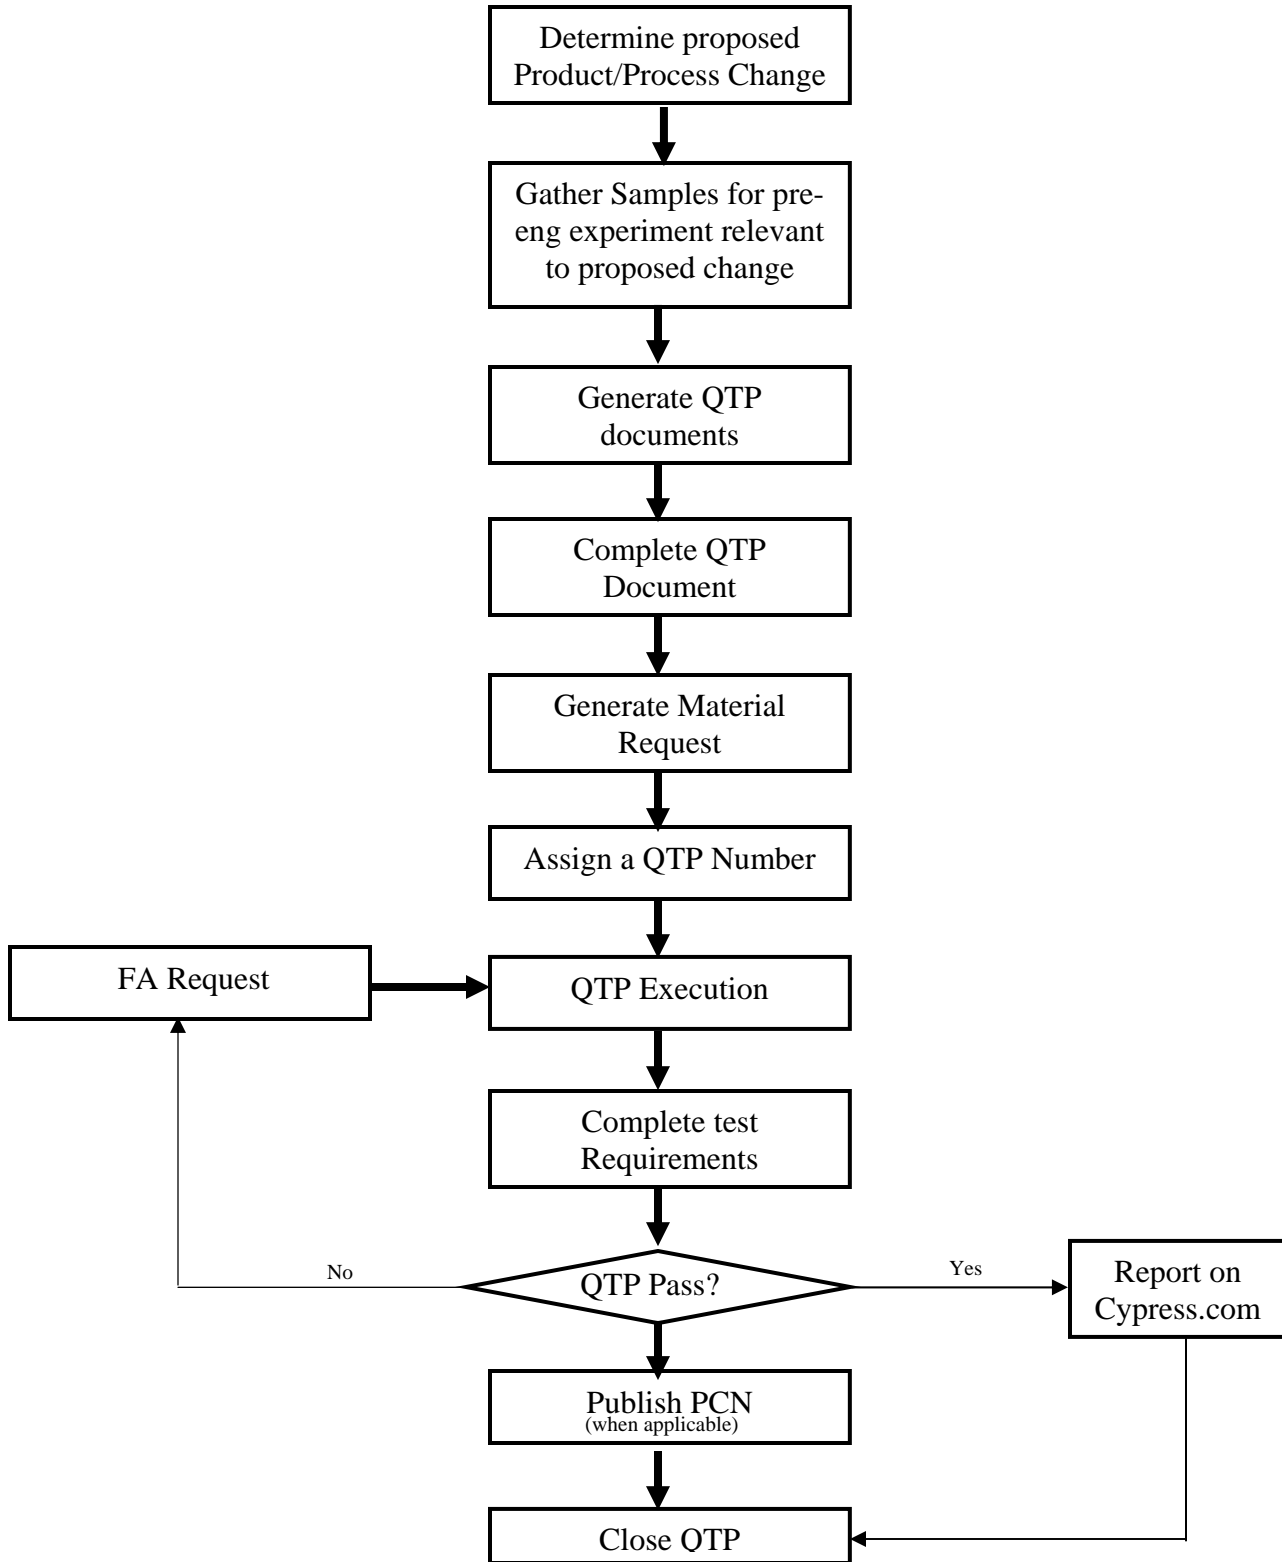 Determine proposed
Product/Process Change
Gather Samples for pre-
eng experiment relevant
to proposed change
Generate QTP
documents
Complete QTP
Document
Generate Material
Request
Assign a QTP Number
FA Request
QTP Execution
Complete test
Requirements
No
QTP Pass?
Yes
Report on
Cypress.com
Publish PCN
(when applicable)
Close QTP